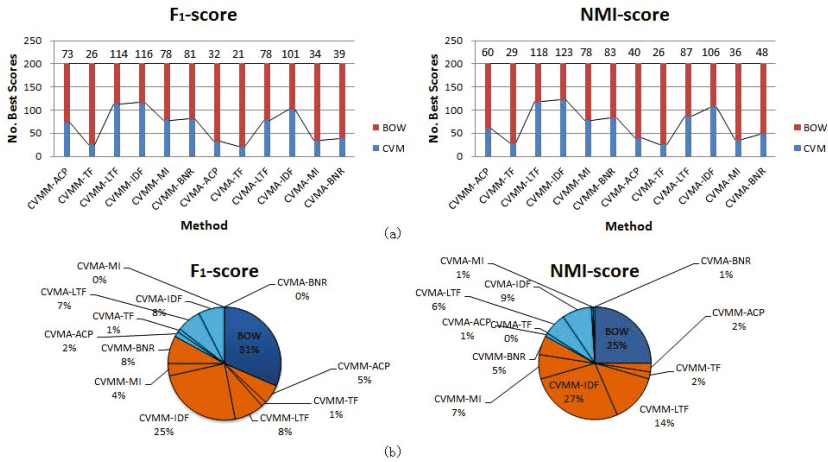 (a)
F1-score
No. Best Scores
250
200
150
100
50
0
73 26 114 116 78 81 32 21 78 101 34 39
BOW
CVM
CVMM-ACP
CVMM-TF
CVMM-LTF
CVMM-IDF
CVMM-MI
CVMM-BNR
CVMA-ACP
CVMA-TF
CVMA-LTF
CVMA-IDF
CVMA-MI
CVMA-BNR
Method
NMI-score
No. Best Scores
250
200
150
100
50
0
60 29 118 123 78 83 40 26 87 106 36 48
BOW
CVM
CVMM-ACP
CVMM-TF
CVMM-LTF
CVMM-IDF
CVMM-MI
CVMM-BNR
CVMA-ACP
CVMA-TF
CVMA-LTF
CVMA-IDF
CVMA-MI
CVMA-BNR
Method
(a)
F1-score
CVMA-MI
0%
CVMA-BNR
0%
CVMA-LTF
7%
CVMA-IDF
8%
CVMA-TF
1%
CVMA-ACP
2%
CVMM-BNR
8%
CVMM-MI
4%
CVMM-IDF
25%
CVMM-LTF
8%
CVMM-TF
1%
CVMM-ACP
5%
BOW
31%
NMI-score
CVMA-MI
1%
CVMA-BNR
1%
CVMA-IDF
9%
CVMA-LTF
6%
CVMA-ACP
1%
CVMA-TF
0%
CVMM-BNR
5%
CVMM-MI
7%
CVMM-IDF
27%
CVMM-LTF
14%
CVMM-TF
2%
CVMM-ACP
2%
BOW
25%
(b)